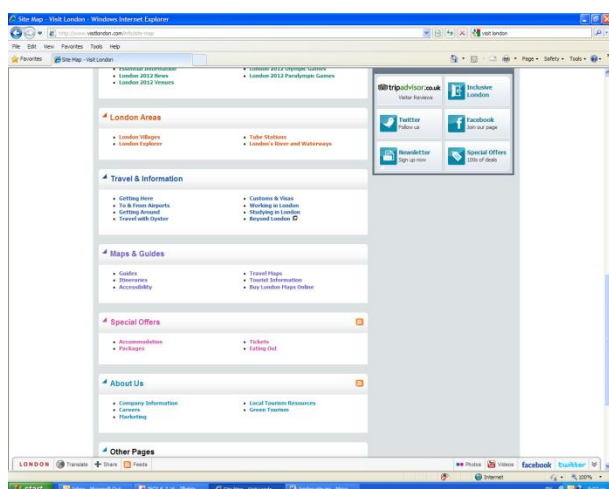 Site Map - Visit London - Windows Internet Explorer
visit london
File Edit View Favorites Tools Help
Favorites Site Map - Visit London
Page Safety Tools
Essential Information London 2012 Olympic Games
London 2012 News London 2012 Paralympic Games
London 2012 Venues
tripadvisor.co.uk
Visitor Reviews
Inclusive London
Twitter
Follow us
Facebook
Join our page
Newsletter
Sign up now
Special Offers
100s of deals
London Areas
London Villages Tube Stations
London Explorer London's River and Waterways
Travel & Information
Getting Here Customs & Visas
To & From Airports Working in London
Getting Around Studying in London
Travel with Oyster Beyond London
Maps & Guides
Guides Travel Maps
Itineraries Tourist Information
Accessibility Buy London Maps Online
Special Offers
Accommodation Tickets
Packages Eating Out
About Us
Company Information Local Tourism Resources
Careers Green Tourism
Marketing
Other Pages
LONDON Translate Share Feeds Photos Videos facebook twitter
Internet 100%
start